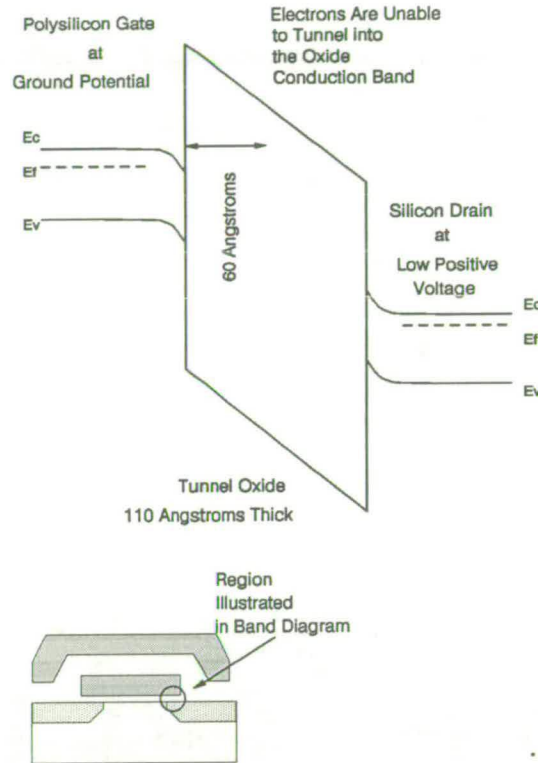 Polysilicon Gate
at
Ground Potential
Electrons Are Unable
to Tunnel into
the Oxide
Conduction Band
Ec
Ef
Ev
60 Angstroms
Silicon Drain
at
Low Positive
Voltage
Ec
Ef
Ev
Tunnel Oxide
110 Angstroms Thick
Region
Illustrated
in Band Diagram